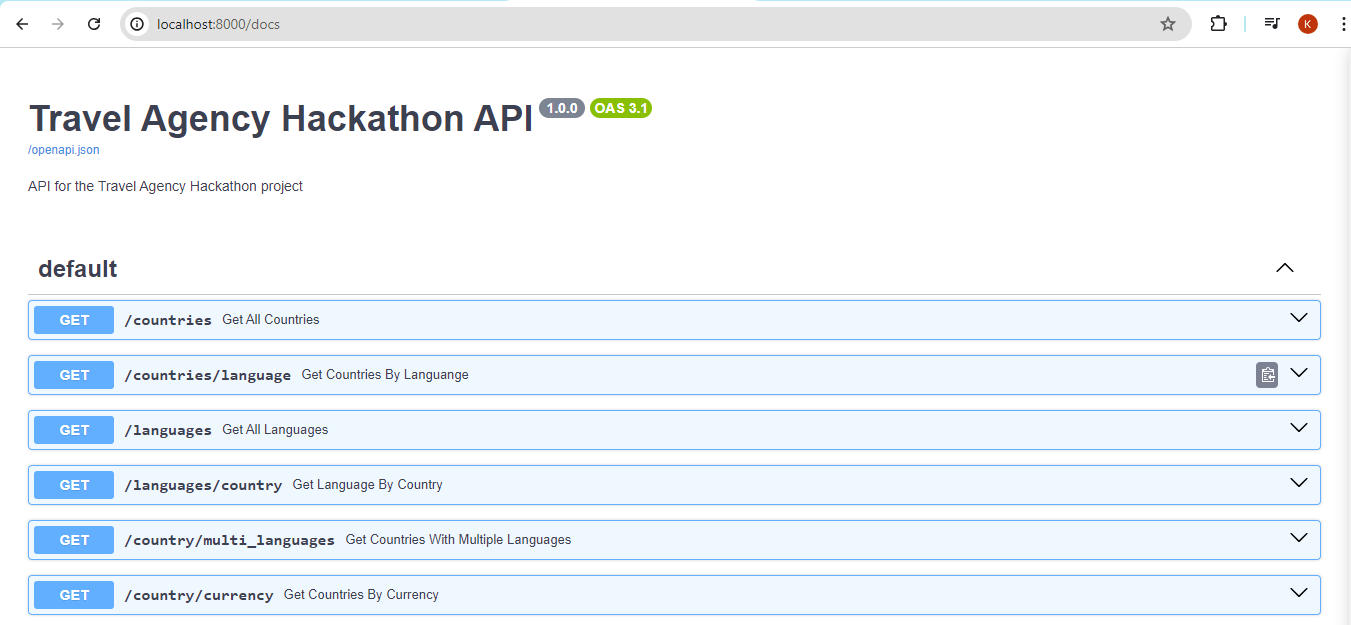 localhost:8000/docs
K
Travel Agency Hackathon API 1.0.0 OAS 3.1
/openapi.json
API for the Travel Agency Hackathon project
default
GET /countries Get All Countries
GET /countries/language Get Countries By Languange
GET /languages Get All Languages
GET /languages/country Get Language By Country
GET /country/multi_languages Get Countries With Multiple Languages
GET /country/currency Get Countries By Currency